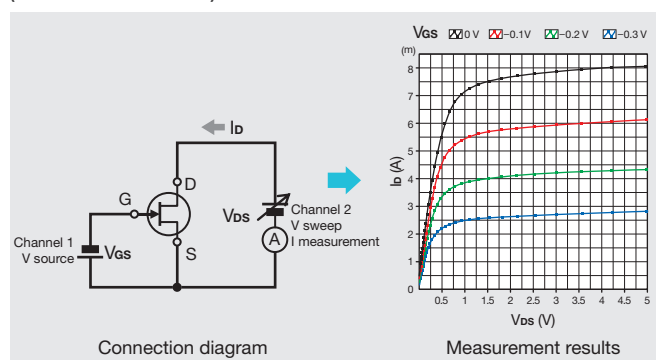 ID
D
G
S
VDS
A
Channel 2
V sweep
I measurement
Channel 1
V source
VGS
Connection diagram
VGS 0 V -0.1V -0.2 V -0.3 V
(m)
8
7
6
5
4
3
2
1
0
ID (A)
0.5 1 1.5 2 2.5 3 3.5 4 4.5 5
VDS (V)
Measurement results